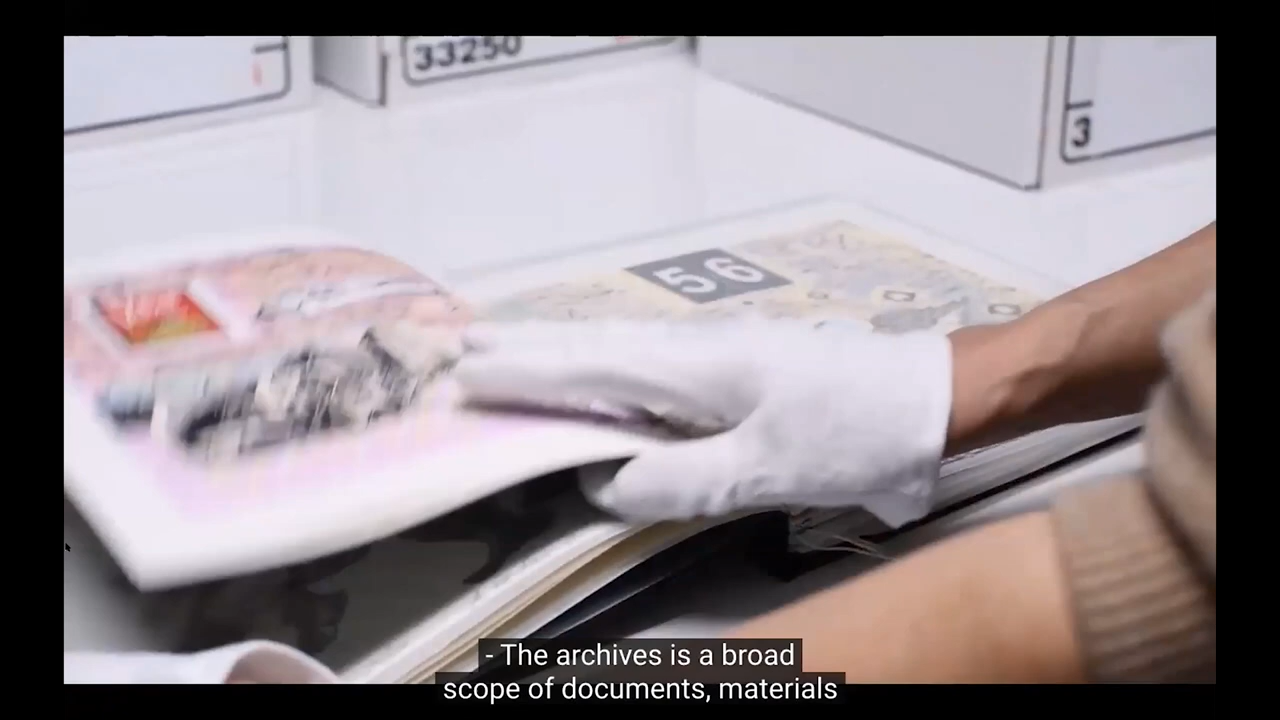 33250
3
56
- The archives is a broad
scope of documents, materials